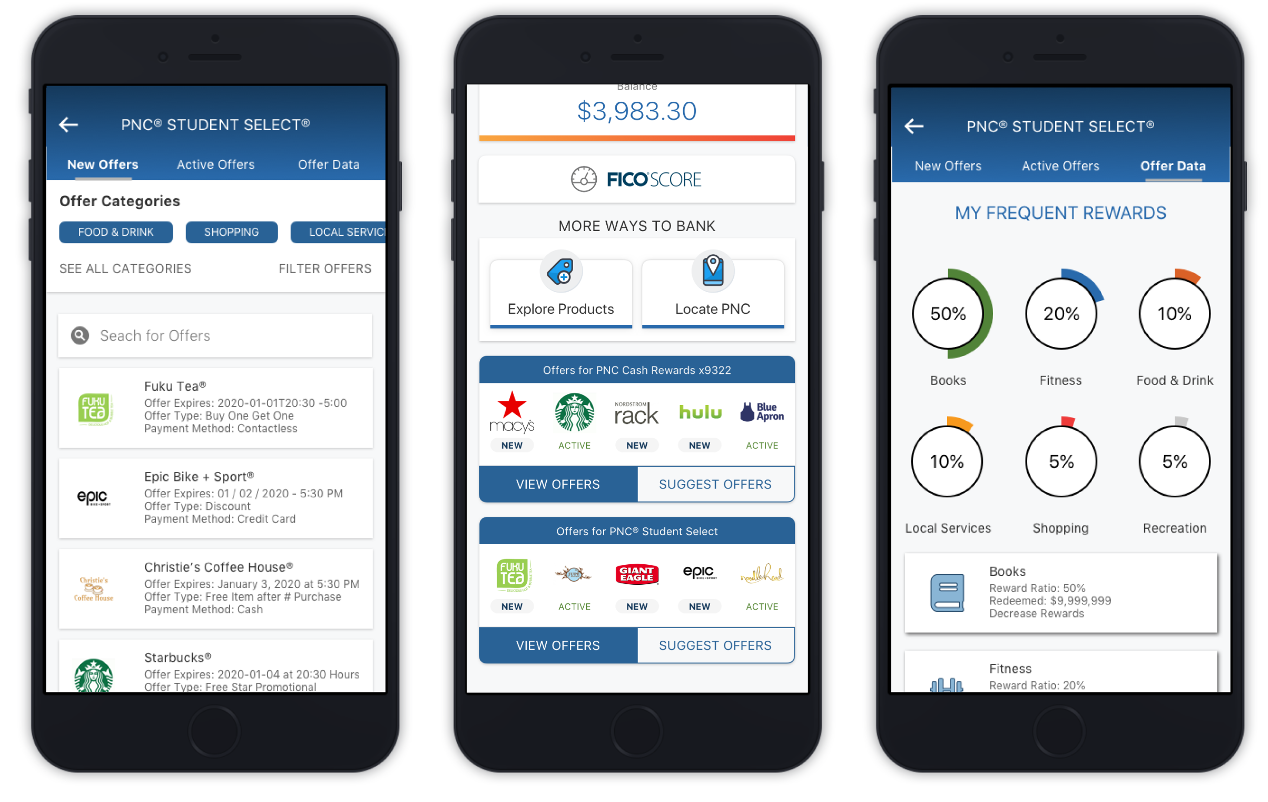 PNC® STUDENT SELECT®
New Offers
Active Offers
Offer Data
Offer Categories
FOOD & DRINK
SHOPPING
LOCAL SERVIC
SEE ALL CATEGORIES
FILTER OFFERS
Seach for Offers
FUKU
TEA
Fuku Tea®
Offer Expires: 2020-01-01T20:30 -5:00
Offer Type: Buy One Get One
Payment Method: Contactless
epic
Epic Bike + Sport®
Offer Expires: 01 / 02 / 2020 - 5:30 PM
Offer Type: Discount
Payment Method: Credit Card
Christie's
Coffee House
Christie's Coffee House®
Offer Expires: January 3, 2020 at 5:30 PM
Offer Type: Free Item after # Purchase
Payment Method: Cash
Starbucks®
Offer Expires: 2020-01-04 at 20:30 Hours
Offer Type: Free Star Promotional
Balance
$3,983.30
FICO®SCORE
MORE WAYS TO BANK
Explore Products
Locate PNC
Offers for PNC Cash Rewards x9322
macy's
NORDSTROM
rack
hulu
Blue
Apron
NEW
ACTIVE
NEW
NEW
ACTIVE
VIEW OFFERS
SUGGEST OFFERS
Offers for PNC® Student Select
FUKU
TEA
GIANT
EAGLE
epic
NEW
ACTIVE
NEW
NEW
ACTIVE
VIEW OFFERS
SUGGEST OFFERS
PNC® STUDENT SELECT®
New Offers
Active Offers
Offer Data
MY FREQUENT REWARDS
50%
20%
10%
Books
Fitness
Food & Drink
10%
5%
5%
Local Services
Shopping
Recreation
Books
Reward Ratio: 50%
Redeemed: $9,999,999
Decrease Rewards
Fitness
Reward Ratio: 20%